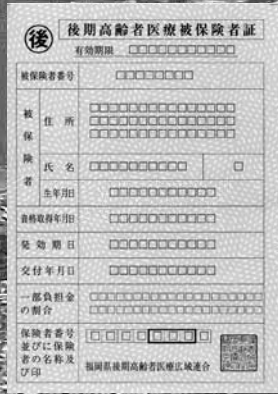 後
後期高齢者医療被保険者証
有効期限 □□□□□□□□□□□
被保険者番号 □□□□□□□□
被保険者
住所 □□□□□□□□□□□□□□□□□
□□□□□□□□□□□□□□□□□
□□□□□□□□□□□□□□□□□
氏名 □□□□□□□□□□ □
生年月日 □□□□□□□□□□□
資格取得年月日 □□□□□□□□□□□
発効期日 □□□□□□□□□□□
交付年月日 □□□□□□□□□□□
一部負担金
の割合
□□□□□□□□□□□□□□□□□□□
□□□□□□□□□□□□□□□□□□□
保険者番号
並びに保険
者の名称及
び印
□□□□□□□□
福岡県後期高齢者医療広域連合